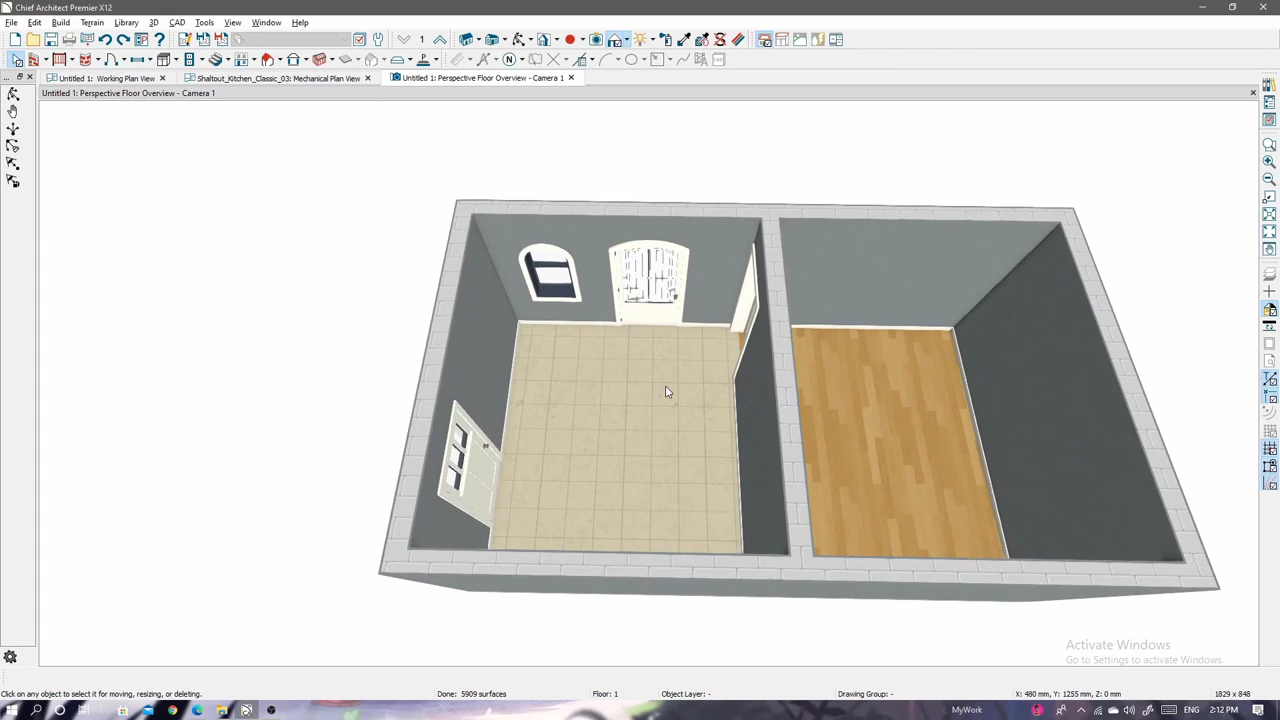 Chief Architect Premier X12
File Edit Build Terrain Library 3D CAD Tools View Window Help
1
Untitled 1: Working Plan View
Shaltout_Kitchen_Classic_03: Mechanical Plan View
Untitled 1: Perspective Floor Overview - Camera 1
Untitled 1: Perspective Floor Overview - Camera 1
Activate Windows
Go to Settings to activate Windows.
Click on any object to select it for moving, resizing, or deleting.
Done: 5909 surfaces
Floor: 1
Object Layer: -
Drawing Group: -
X: 480 mm, Y: 1255 mm, Z: 0 mm
1829 x 848
MyWork
2:12 PM